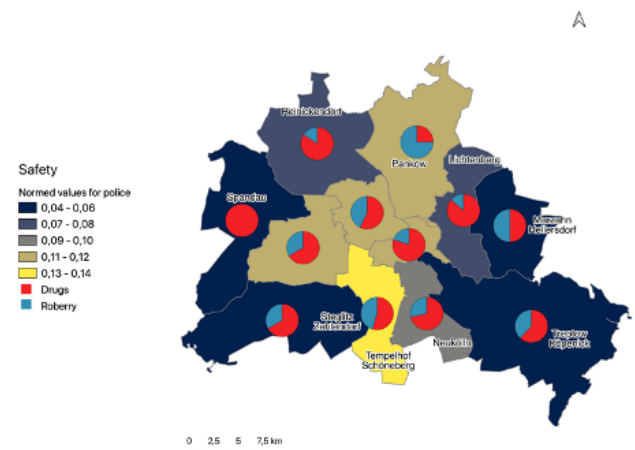 Reinickendorf
Pankow
Lichtenberg
Safety
Normed values for police
Spandau
0,04 - 0,06
0,07 - 0,08
0,09 - 0,10
0,11 - 0,12
0,13 - 0,14
Drugs
Roberry
Marzahn
Hellersdorf
Steglitz
Zehlendorf
Treptow
Köpenick
Neukölln
Tempelhof
Schöneberg
0 2,5 5 7,5 km